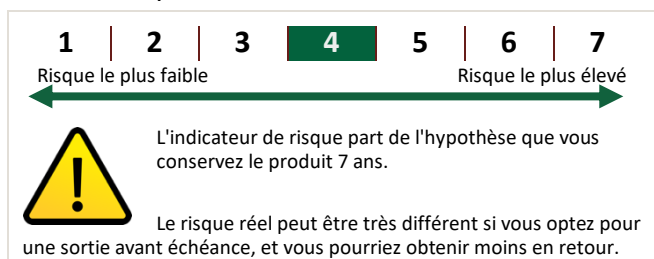 1 2 3 4 5 6 7
Risque le plus faible Risque le plus élevé
L'indicateur de risque part de l'hypothèse que vous
conservez le produit 7 ans.
Le risque réel peut être très différent si vous optez pour
une sortie avant échéance, et vous pourriez obtenir moins en retour.